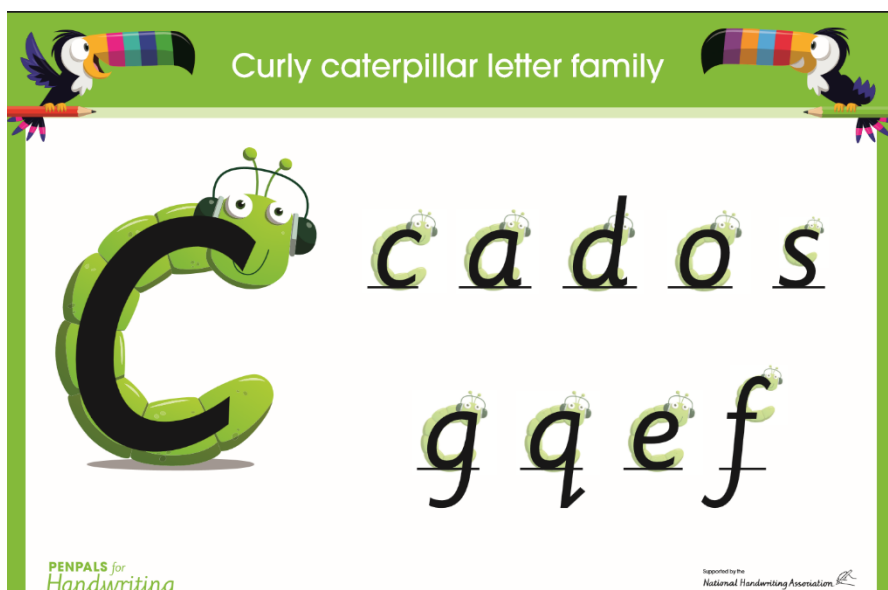 Curly caterpillar letter family
c
c a d o s
g q e f
PENPALS for
Handwriting
Supported by the
National Handwriting Association